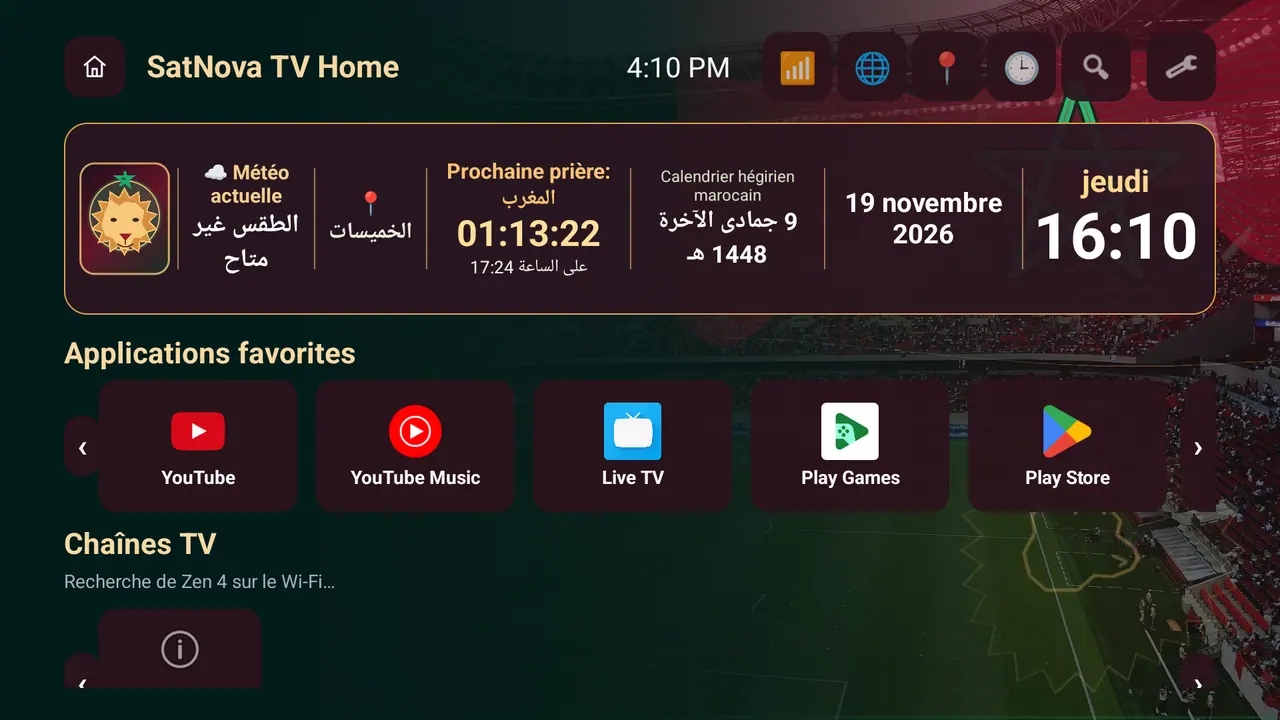 SatNova TV Home
4:10 PM
☁️ Météo
actuelle
الطقس غير
متاح
الخميسات
Prochaine prière:
المغرب
01:13:22
على الساعة 17:24
Calendrier hégirien
marocain
9 جمادى الآخرة
1448 هـ
19 novembre
2026
jeudi
16:10
Applications favorites
YouTube
YouTube Music
Live TV
Play Games
Play Store
Chaînes TV
Recherche de Zen 4 sur le Wi-Fi…